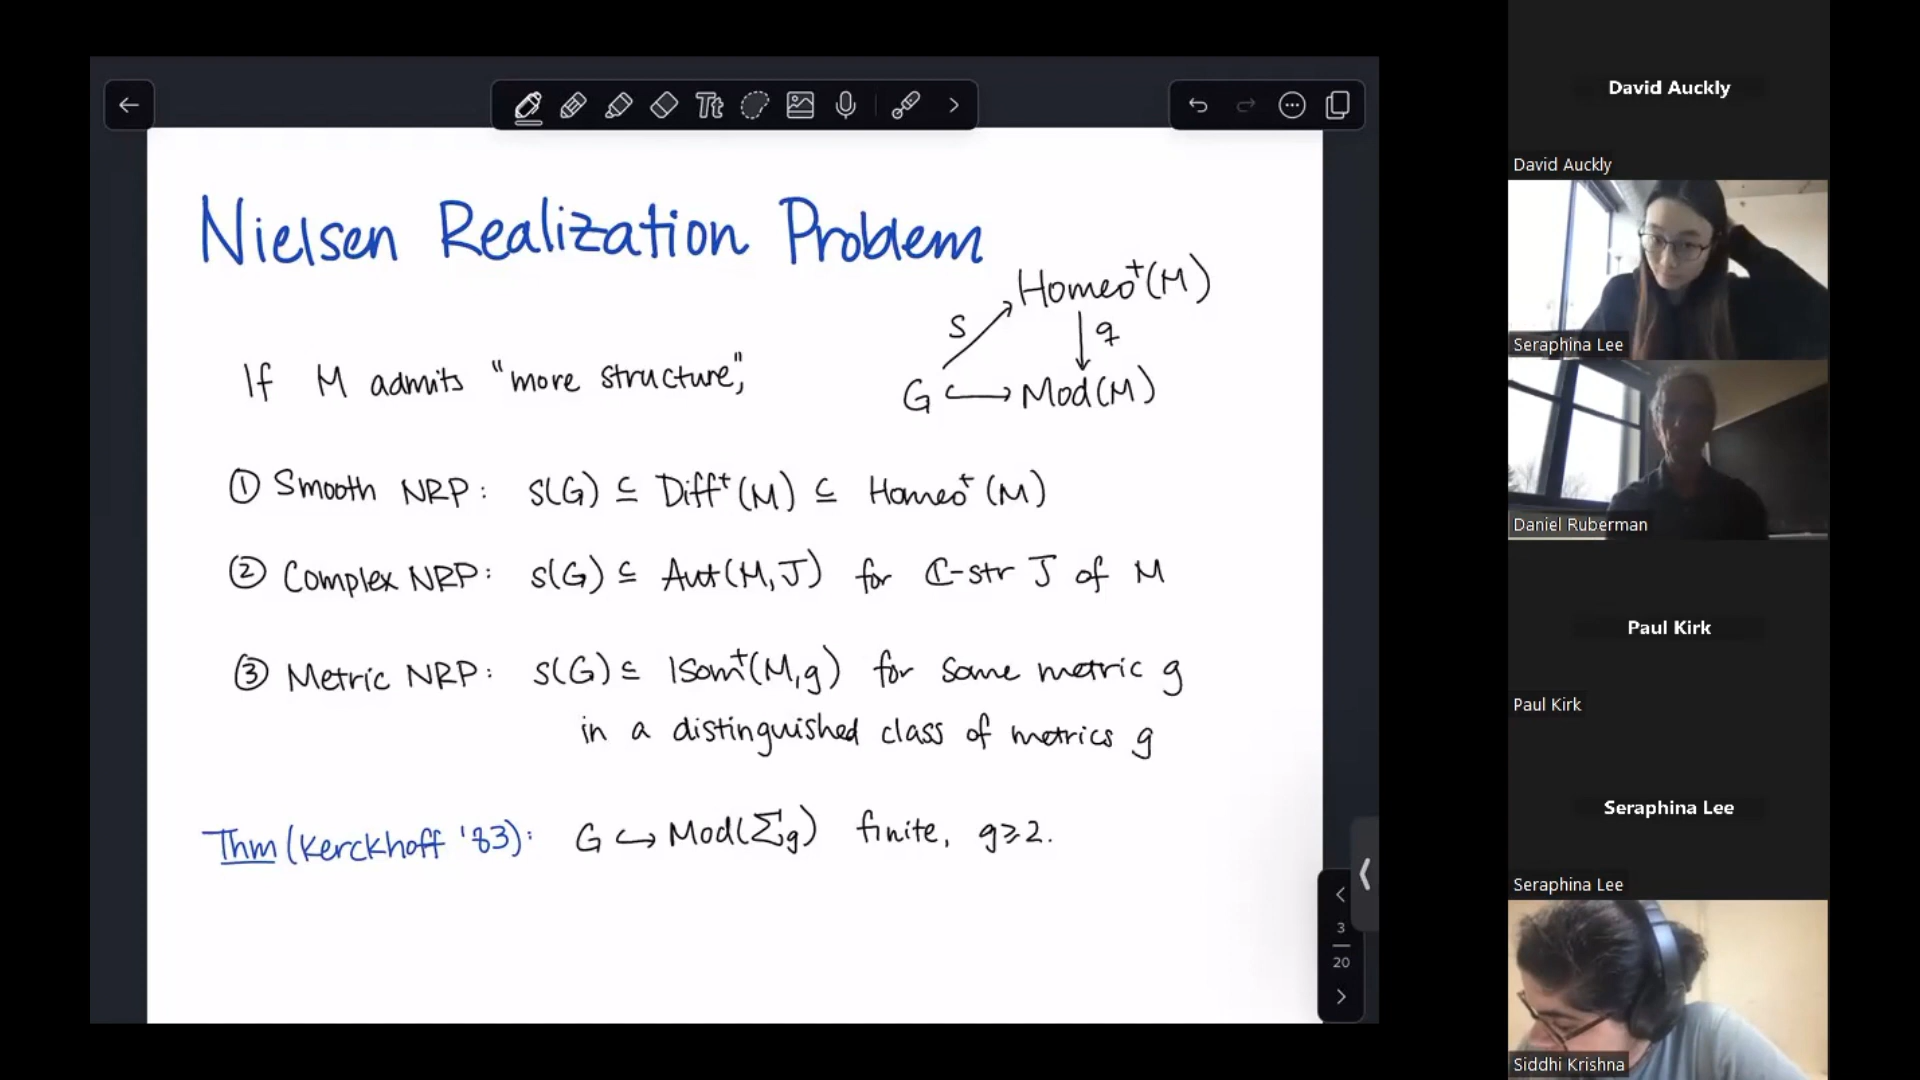 Nielsen Realization Problem
Homeo⁺(M)
s
q
If M admits "more structure",
G ↪ Mod(M)
① Smooth NRP: s(G) ⊆ Diff⁺(M) ⊆ Homeo⁺(M)
② Complex NRP: s(G) ⊆ Aut(M,J) for ℂ-str J of M
③ Metric NRP: s(G) ⊆ Isom⁺(M,g) for some metric g
in a distinguished class of metrics g
Thm (Kerckhoff '83): G ↪ Mod(Σg) finite, g≥2.
Tt
3
20
David Auckly
David Auckly
Seraphina Lee
Daniel Ruberman
Paul Kirk
Paul Kirk
Seraphina Lee
Seraphina Lee
Siddhi Krishna